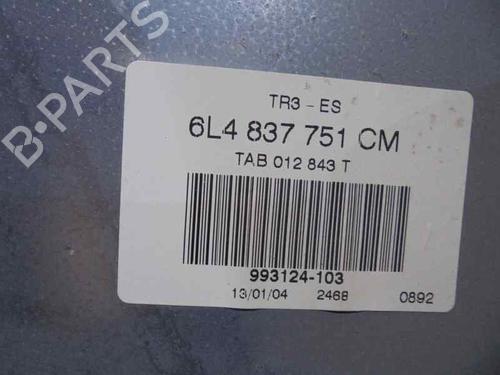 B-PARTS
TR3 - ES
6L4 837 751 CM
TAB 012 843 T
993124-103
13/01/04 2468 0892